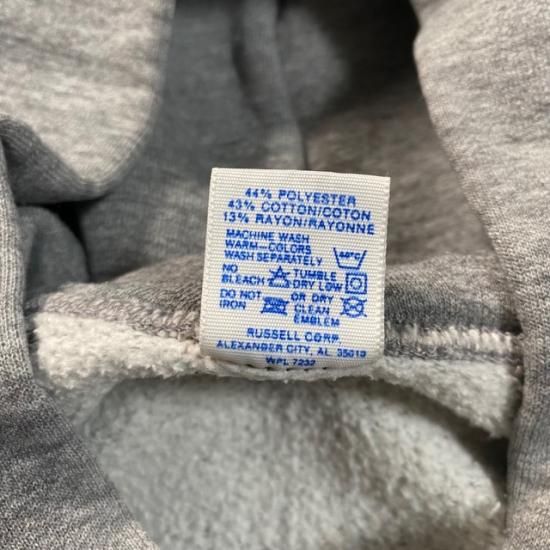 44% POLYESTER
43% COTTON/COTON
13% RAYON/RAYONNE
MACHINE WASH
WARM-COLORS
WASH SEPARATELY
40°C
NO BLEACH
TUMBLE DRY LOW
DO NOT IRON
OR DRY CLEAN EMBLEM
RUSSELL CORP.
ALEXANDER CITY, AL 35010
WPL 7232